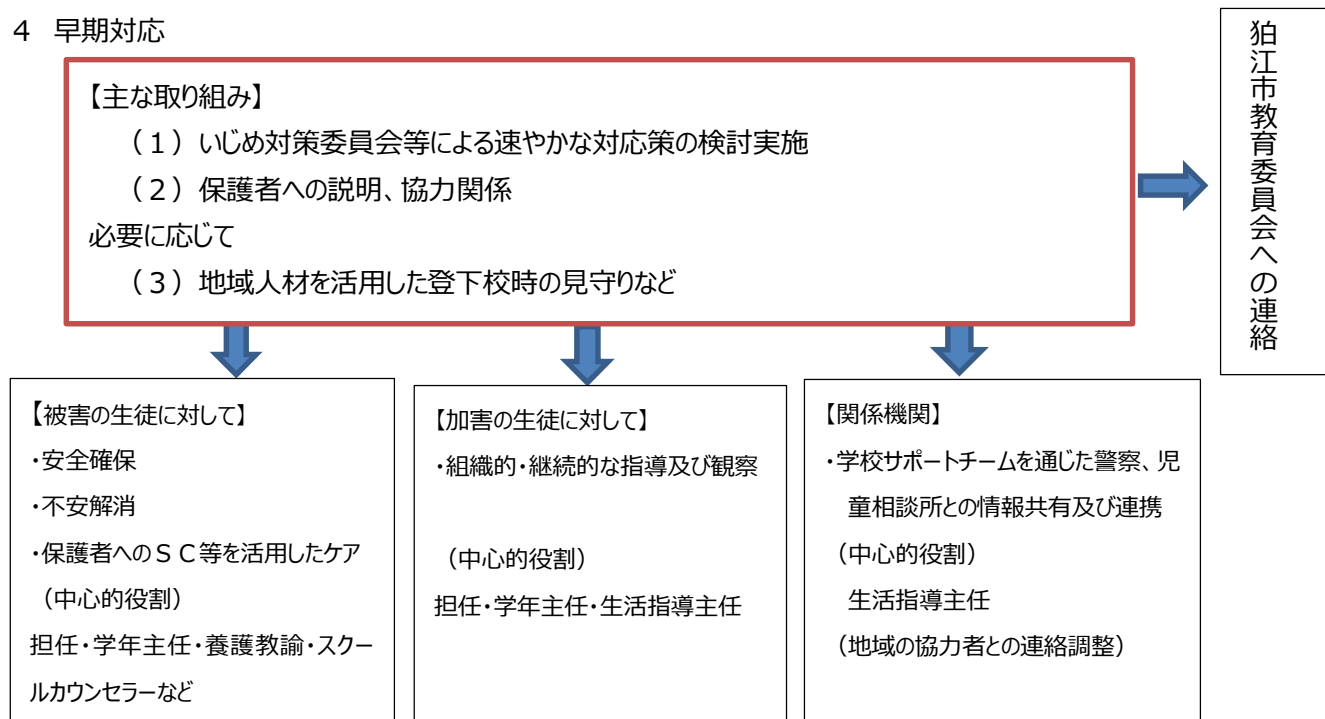 4 早期対応
【主な取り組み】
（1）いじめ対策委員会等による速やかな対応策の検討実施
（2）保護者への説明、協力関係
必要に応じて
（3）地域人材を活用した登下校時の見守りなど
狛江市教育委員会への連絡
【被害の生徒に対して】
・安全確保
・不安解消
・保護者へのＳＣ等を活用したケア
（中心的役割）
担任・学年主任・養護教諭・スクー
ルカウンセラーなど
【加害の生徒に対して】
・組織的・継続的な指導及び観察
（中心的役割）
担任・学年主任・生活指導主任
【関係機関】
・学校サポートチームを通じた警察、児
童相談所との情報共有及び連携
（中心的役割）
生活指導主任
（地域の協力者との連絡調整）